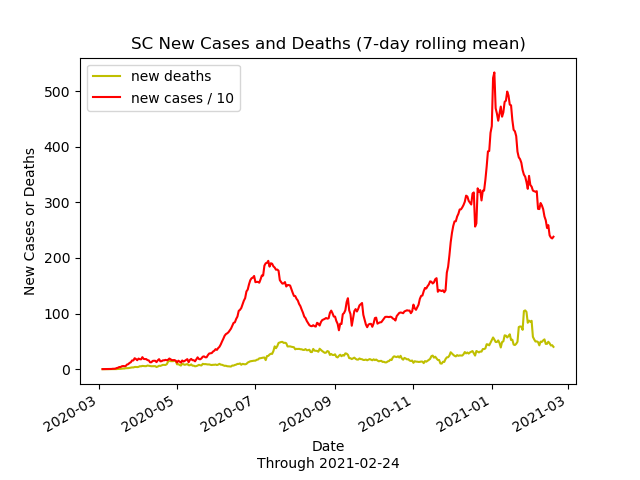 SC New Cases and Deaths (7-day rolling mean)
new deaths
new cases / 10
New Cases or Deaths
500
400
300
200
100
0
2020-03
2020-05
2020-07
2020-09
2020-11
2021-01
2021-03
Date
Through 2021-02-24